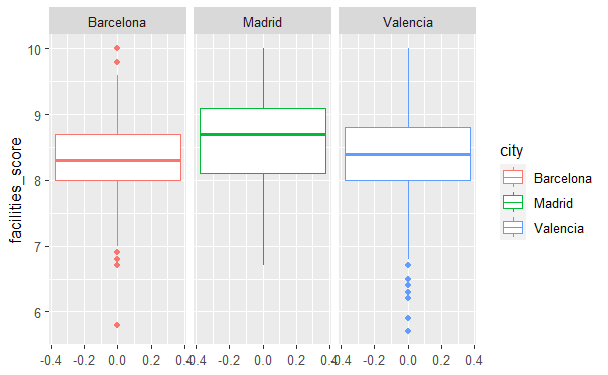 Barcelona Madrid Valencia
10
9
8
7
6
facilities_score
-0.4 -0.2 0.0 0.2 0.4 -0.4 -0.2 0.0 0.2 0.4 -0.4 -0.2 0.0 0.2 0.4
city
Barcelona
Madrid
Valencia